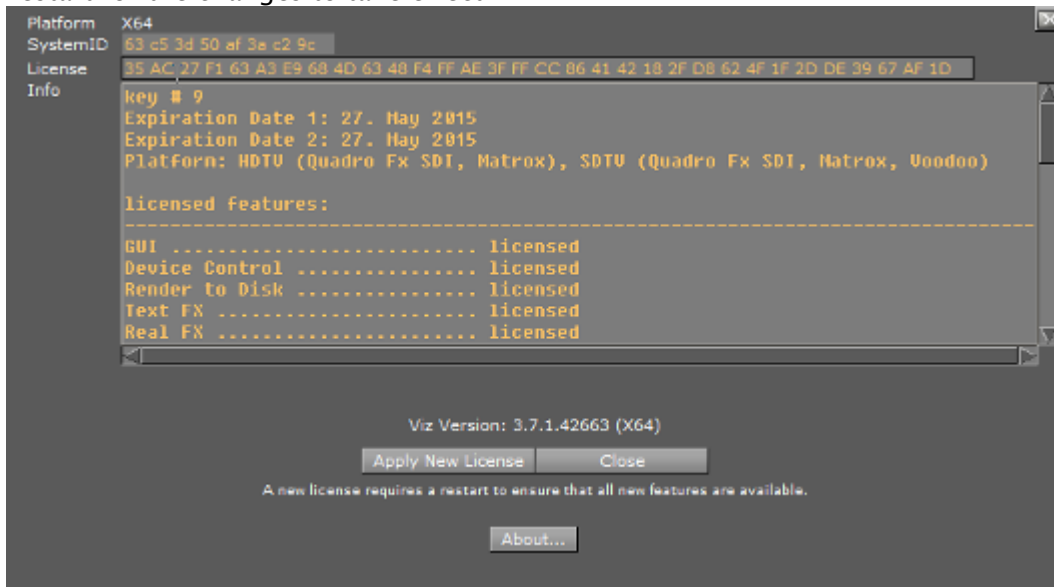 Platform X64
SystemID 63 c5 3d 50 af 3a c2 9c
License 35 AC 27 F1 63 A3 E9 68 4D 63 48 F4 FF AE 3F FF CC 86 41 42 18 2F D8 62 4F 1F 2D DE 39 67 AF 1D
Info
key # 9
Expiration Date 1: 27. May 2015
Expiration Date 2: 27. May 2015
Platform: HDTV (Quadro Fx SDI, Matrox), SDTV (Quadro Fx SDI, Matrox, Voodoo)
licensed features:
--------------------------------------------------------------------------------
GUI ........................... licensed
Device Control ................ licensed
Render to Disk ................ licensed
Text FX ....................... licensed
Real FX ....................... licensed
Viz Version: 3.7.1.42663 (X64)
Apply New License Close
A new license requires a restart to ensure that all new features are available.
About...